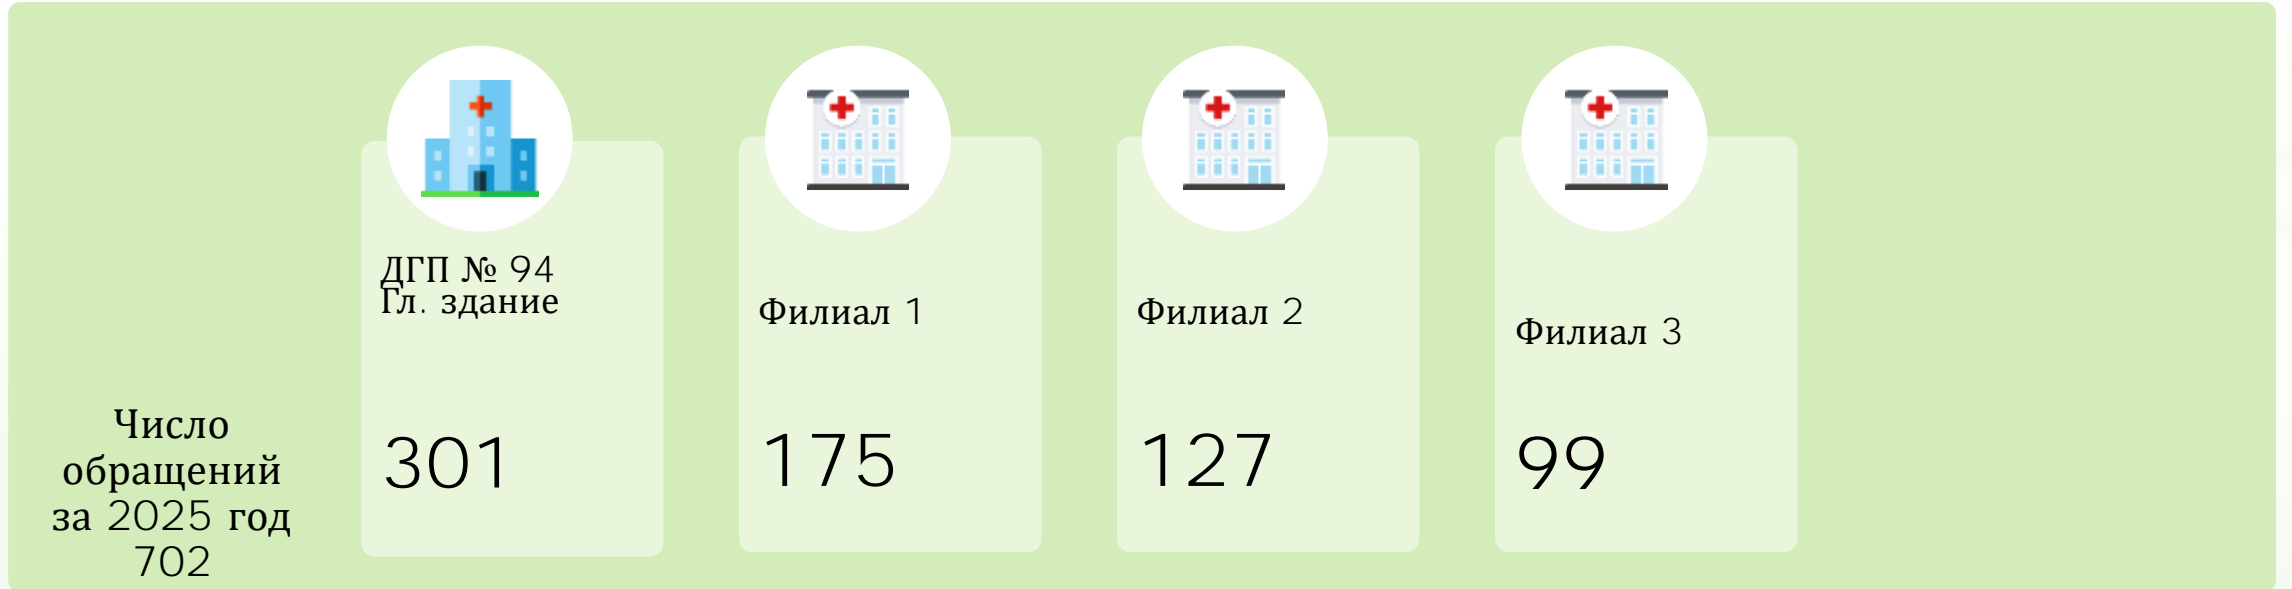 ДГП № 94
Гл. здание
Филиал 1
Филиал 2
Филиал 3
Число
обращений
за 2025 год
702
301
175
127
99